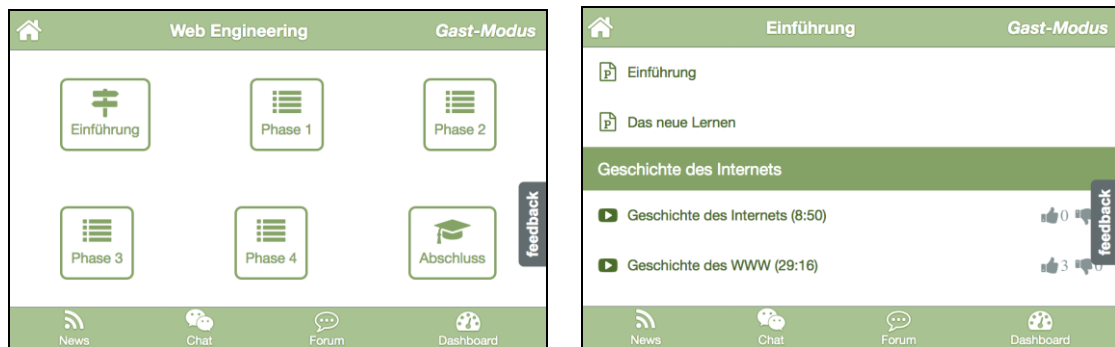 Web Engineering
Gast-Modus
Einführung
Phase 1
Phase 2
Phase 3
Phase 4
Abschluss
feedback
News
Chat
Forum
Dashboard
Einführung
Gast-Modus
P Einführung
P Das neue Lernen
Geschichte des Internets
Geschichte des Internets (8:50)
0
Geschichte des WWW (29:16)
3
0
feedback
News
Chat
Forum
Dashboard